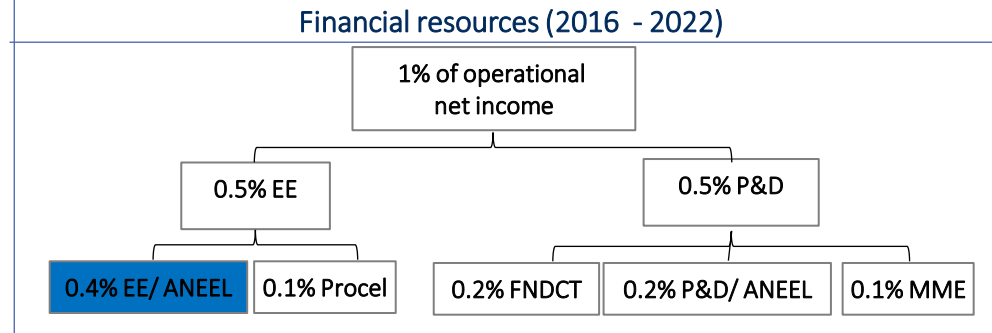 Financial resources (2016 - 2022)
1% of operational
net income
0.5% EE
0.5% P&D
0.4% EE/ ANEEL
0.1% Procel
0.2% FNDCT
0.2% P&D/ ANEEL
0.1% MME